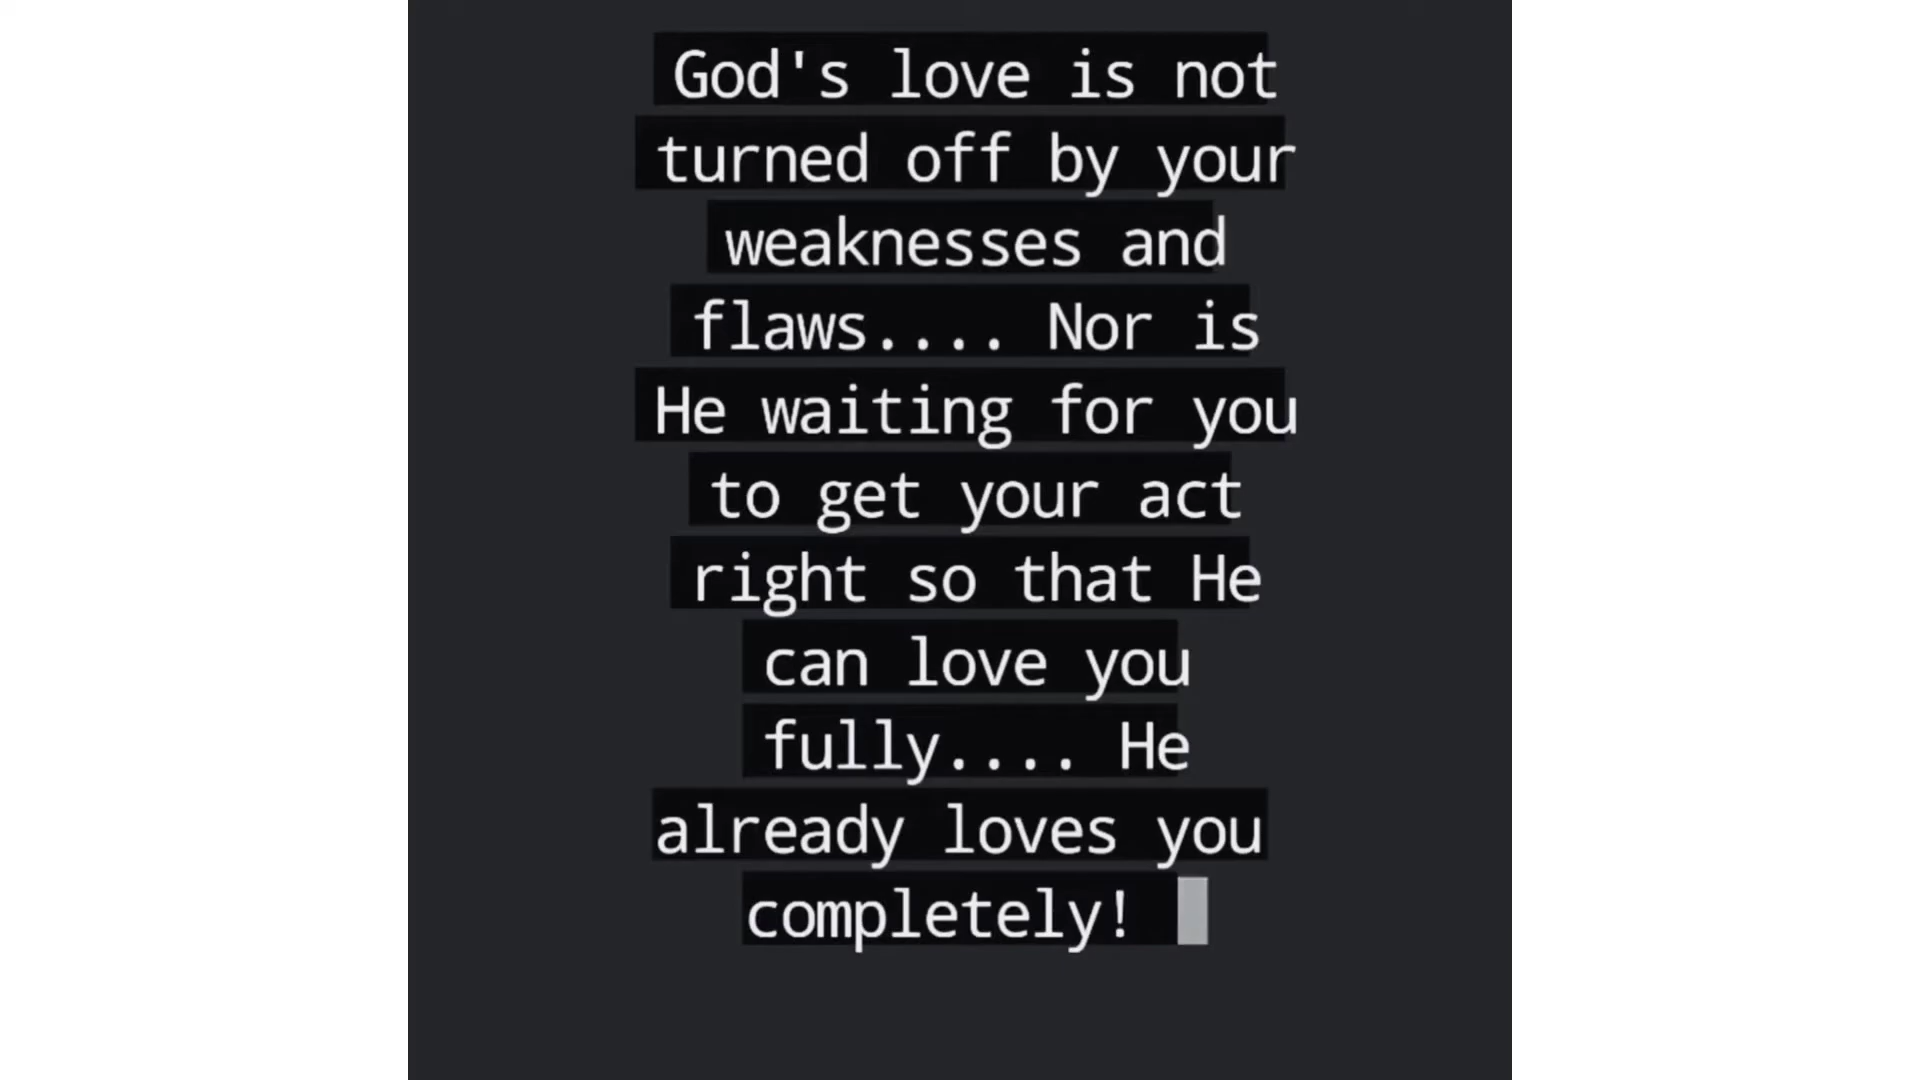 God's love is not
turned off by your
weaknesses and
flaws.... Nor is
He waiting for you
to get your act
right so that He
can love you
fully.... He
already loves you
completely!